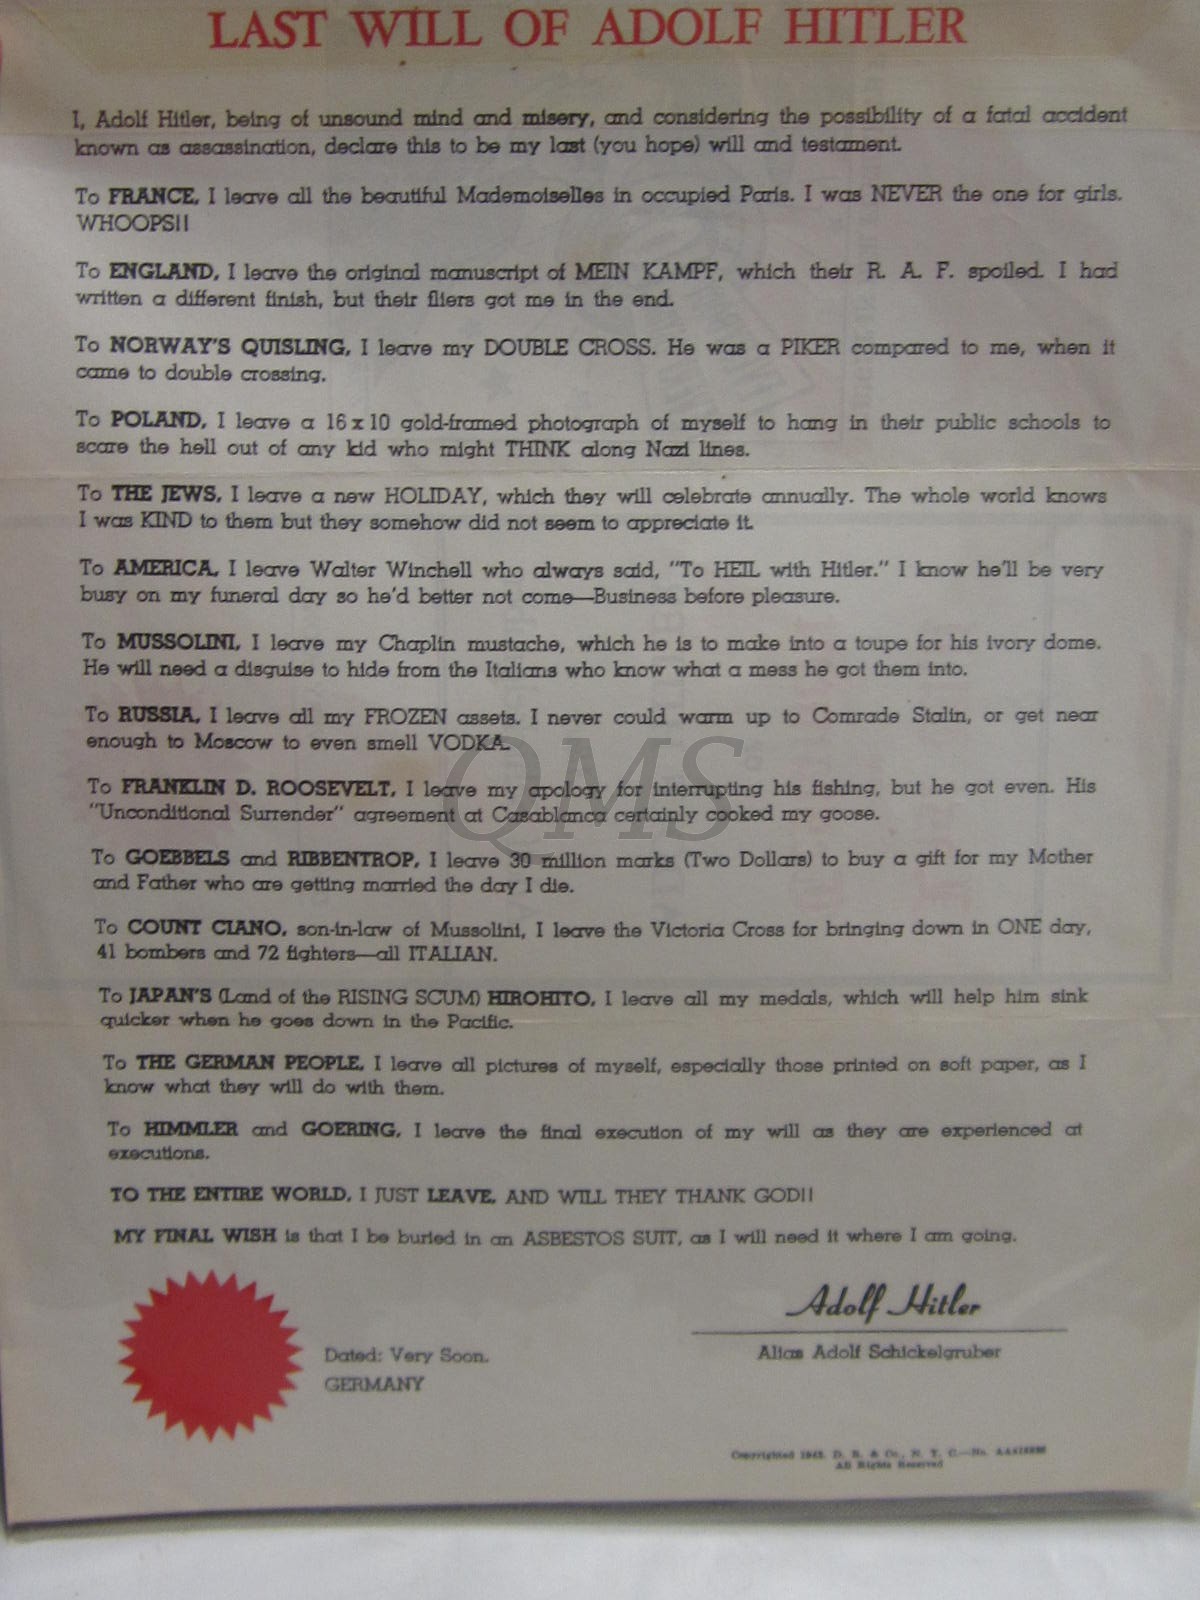 LAST WILL OF ADOLF HITLER
I, Adolf Hitler, being of unsound mind and misery, and considering the possibility of a fatal accident
known as assassination, declare this to be my last (you hope) will and testament.
To FRANCE, I leave all the beautiful Mademoiselles in occupied Paris. I was NEVER the one for girls.
WHOOPS!!
To ENGLAND, I leave the original manuscript of MEIN KAMPF, which their R. A. F. spoiled. I had
written a different finish, but their fliers got me in the end.
To NORWAY'S QUISLING, I leave my DOUBLE CROSS. He was a PIKER compared to me, when it
came to double crossing.
To POLAND, I leave a 16 x 10 gold-framed photograph of myself to hang in their public schools to
scare the hell out of any kid who might THINK along Nazi lines.
To THE JEWS, I leave a new HOLIDAY, which they will celebrate annually. The whole world knows
I was KIND to them but they somehow did not seem to appreciate it.
To AMERICA, I leave Walter Winchell who always said, "To HEIL with Hitler." I know he'll be very
busy on my funeral day so he'd better not come—Business before pleasure.
To MUSSOLINI, I leave my Chaplin mustache, which he is to make into a toupe for his ivory dome.
He will need a disguise to hide from the Italians who know what a mess he got them into.
To RUSSIA, I leave all my FROZEN assets. I never could warm up to Comrade Stalin, or get near
enough to Moscow to even smell VODKA.
QMS
To FRANKLIN D. ROOSEVELT, I leave my apology for interrupting his fishing, but he got even. His
"Unconditional Surrender" agreement at Casablanca certainly cooked my goose.
To GOEBBELS and RIBBENTROP, I leave 30 million marks (Two Dollars) to buy a gift for my Mother
and Father who are getting married the day I die.
To COUNT CIANO, son-in-law of Mussolini, I leave the Victoria Cross for bringing down in ONE day,
41 bombers and 72 fighters—all ITALIAN.
To JAPAN'S (Land of the RISING SCUM) HIROHITO, I leave all my medals, which will help him sink
quicker when he goes down in the Pacific.
To THE GERMAN PEOPLE, I leave all pictures of myself, especially those printed on soft paper, as I
know what they will do with them.
To HIMMLER and GOERING, I leave the final execution of my will as they are experienced at
executions.
TO THE ENTIRE WORLD, I JUST LEAVE, AND WILL THEY THANK GOD!!
MY FINAL WISH is that I be buried in an ASBESTOS SUIT, as I will need it where I am going.
Adolf Hitler
Alias Adolf Schickelgruber
Dated: Very Soon.
GERMANY
Copyrighted 1943, & Co., N. Y. C.—No.
All Rights Reserved